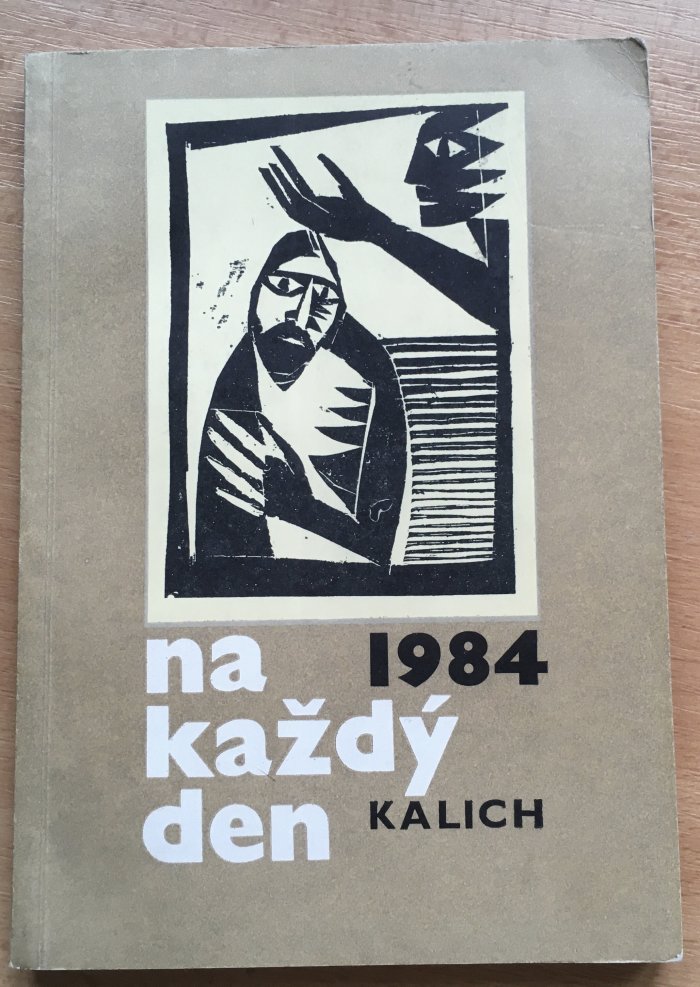 na 1984
každý
den KALICH